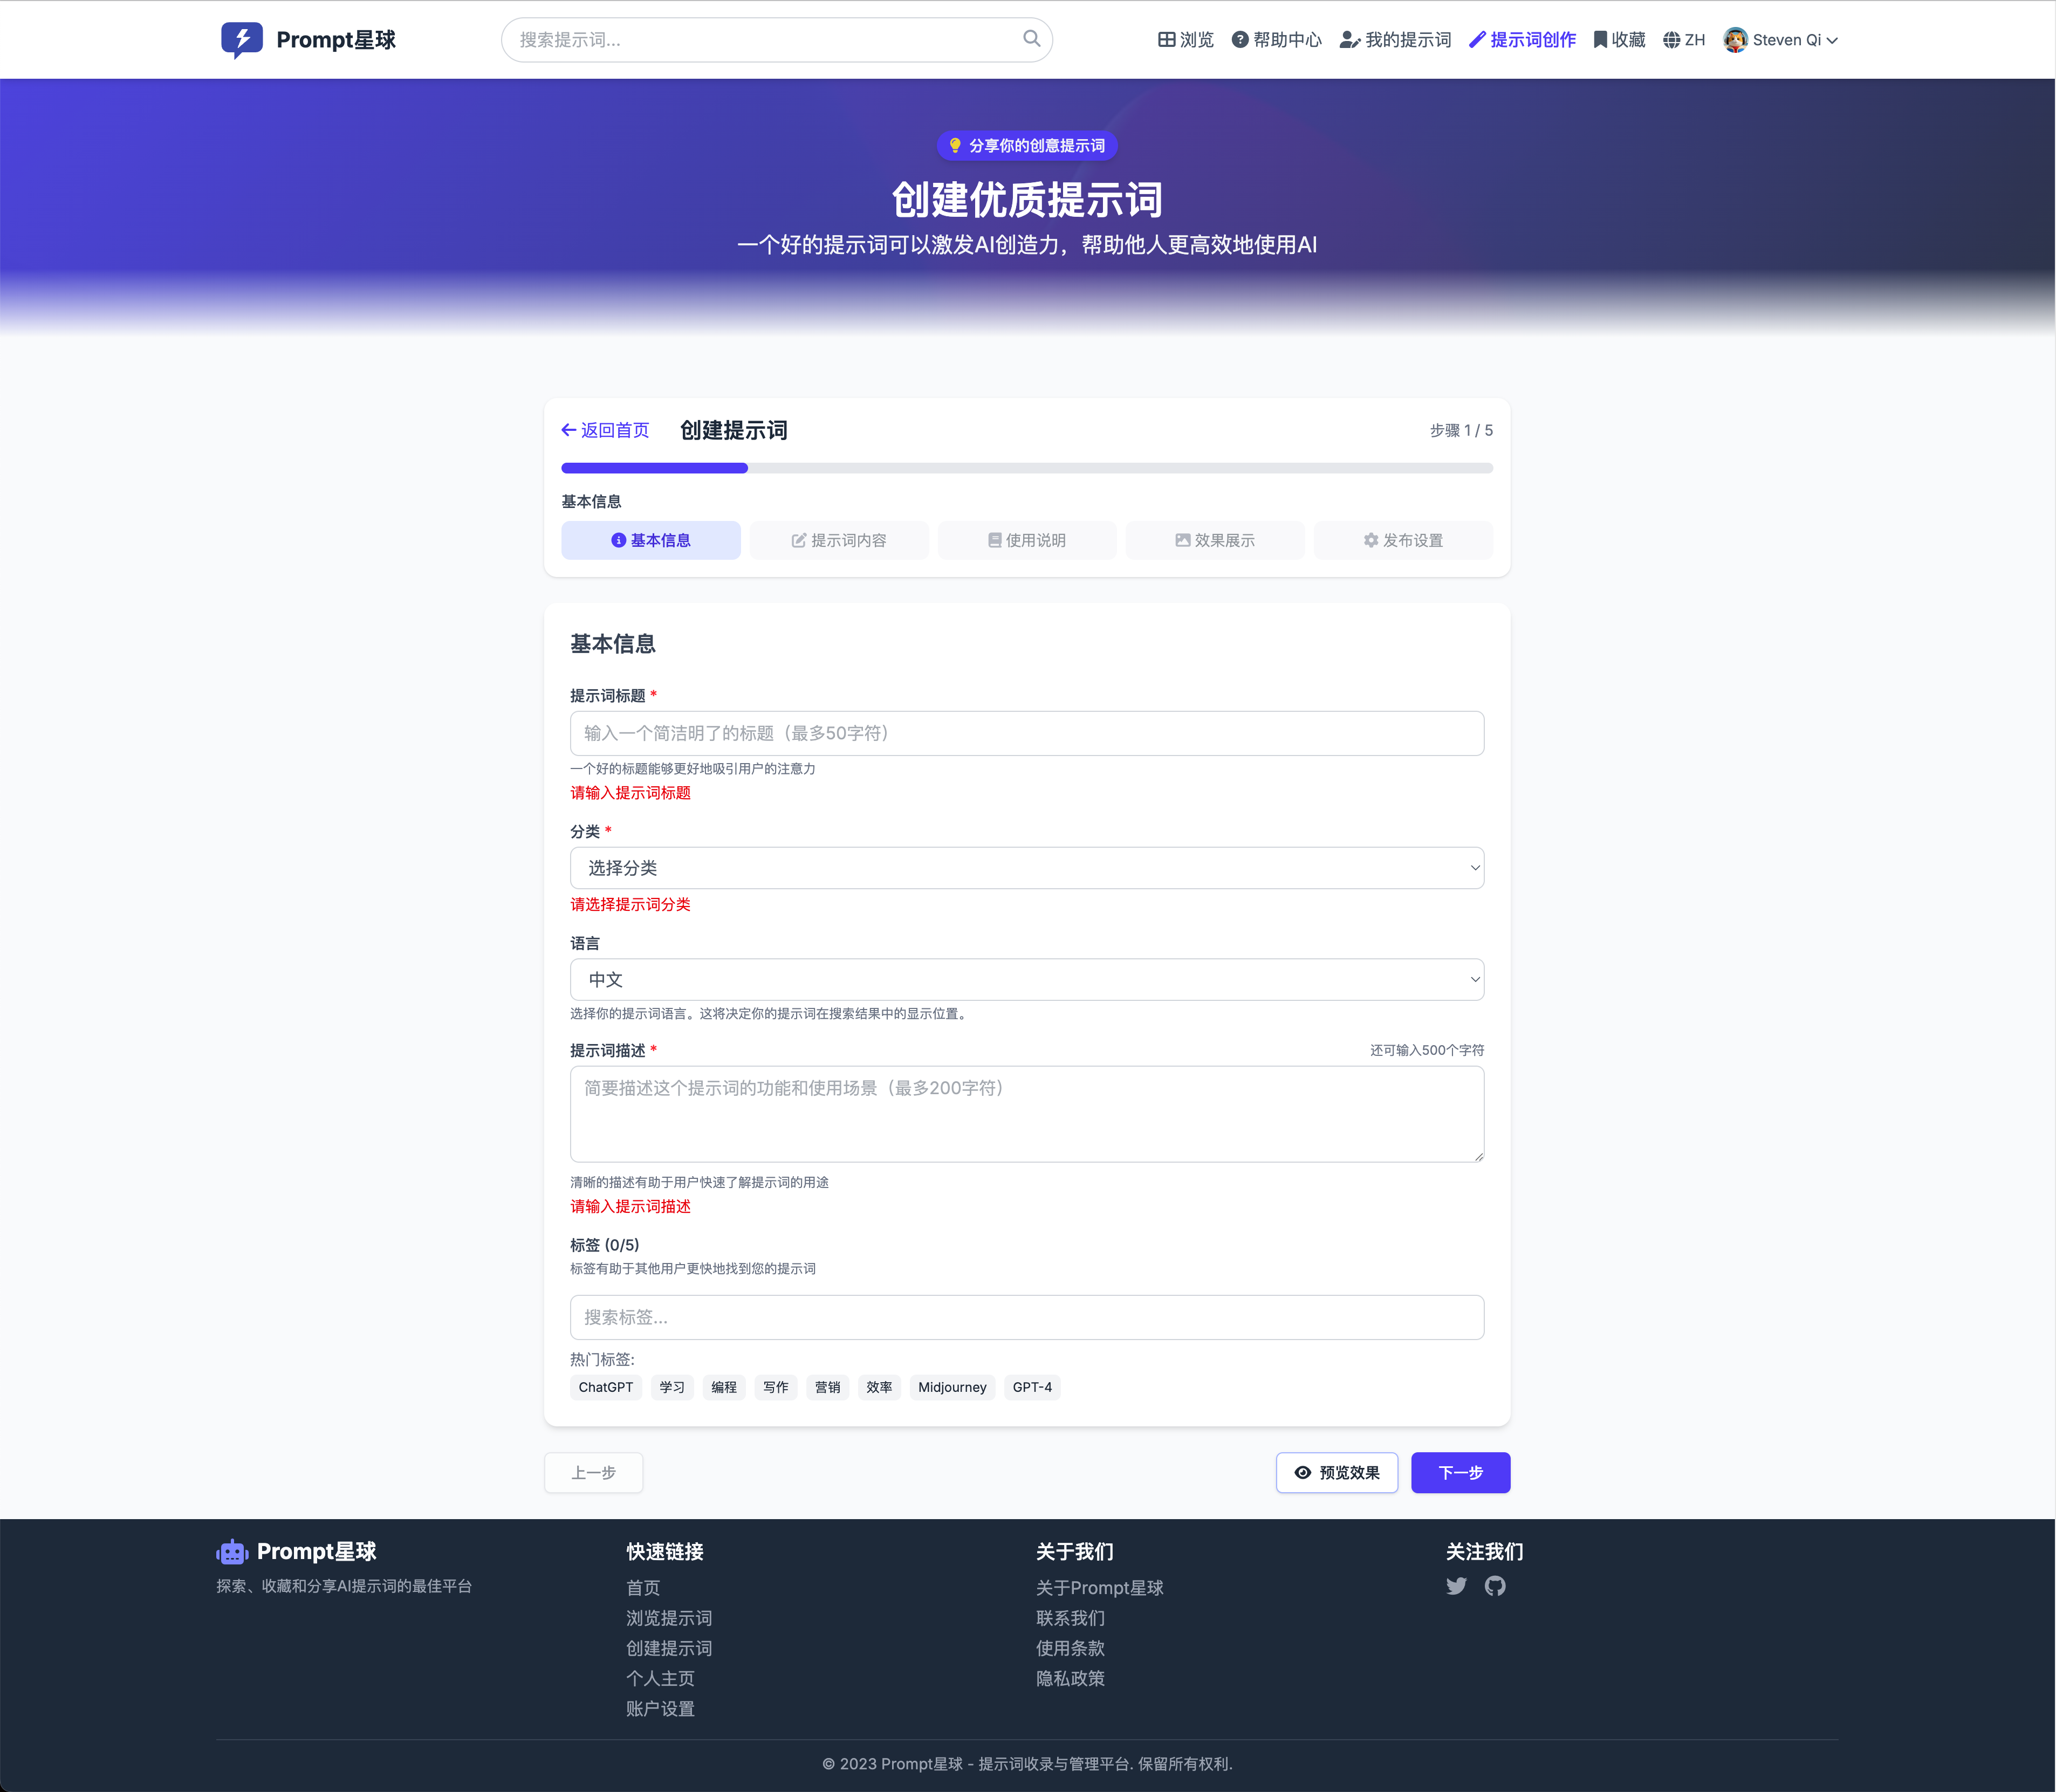 Prompt星球
搜索提示词...
浏览
帮助中心
我的提示词
提示词创作
收藏
ZH
Steven Qi
分享你的创意提示词
创建优质提示词
一个好的提示词可以激发AI创造力，帮助他人更高效地使用AI
返回首页
创建提示词
步骤 1 / 5
基本信息
基本信息
提示词内容
使用说明
效果展示
发布设置
基本信息
提示词标题 *
输入一个简洁明了的标题（最多50字符）
一个好的标题能够更好地吸引用户的注意力
请输入提示词标题
分类 *
选择分类
请选择提示词分类
语言
中文
选择你的提示词语言。这将决定你的提示词在搜索结果中的显示位置。
提示词描述 *
还可输入500个字符
简要描述这个提示词的功能和使用场景（最多200字符）
清晰的描述有助于用户快速了解提示词的用途
请输入提示词描述
标签 (0/5)
标签有助于其他用户更快地找到您的提示词
搜索标签...
热门标签:
ChatGPT
学习
编程
写作
营销
效率
Midjourney
GPT-4
上一步
预览效果
下一步
Prompt星球
探索、收藏和分享AI提示词的最佳平台
快速链接
首页
浏览提示词
创建提示词
个人主页
账户设置
关于我们
关于Prompt星球
联系我们
使用条款
隐私政策
关注我们
© 2023 Prompt星球 - 提示词收录与管理平台. 保留所有权利.